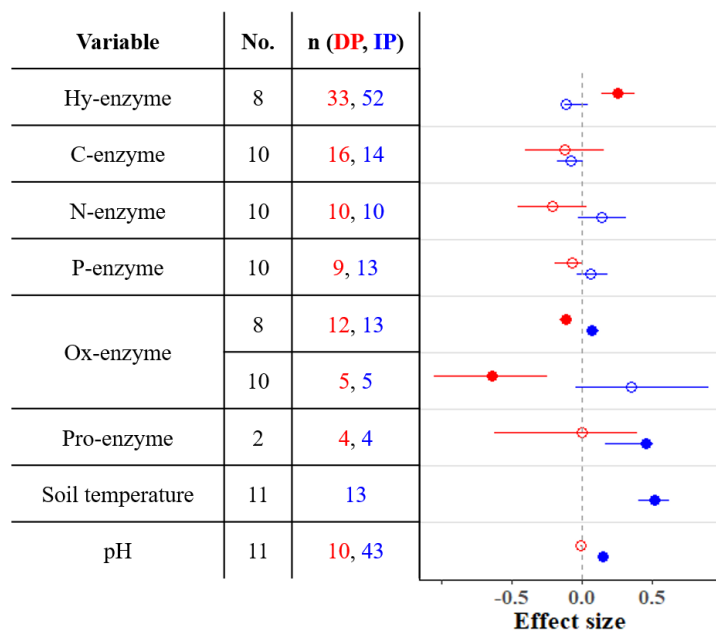 Variable No. n (DP, IP)
Hy-enzyme 8 33, 52
C-enzyme 10 16, 14
N-enzyme 10 10, 10
P-enzyme 10 9, 13
Ox-enzyme 8 12, 13
10 5, 5
Pro-enzyme 2 4, 4
Soil temperature 11 13
pH 11 10, 43
-0.5 0.0 0.5
Effect size